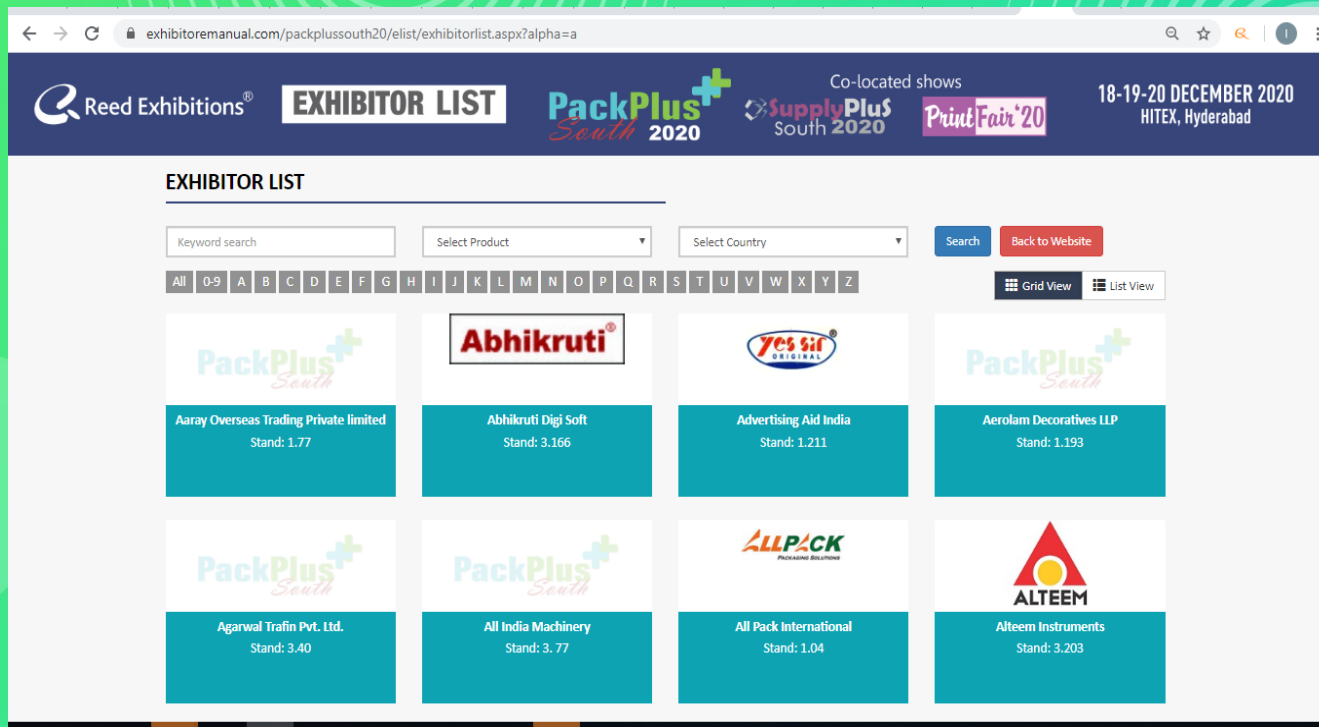 exhibitoremanual.com/packplussouth20/elist/exhibitorlist.aspx?alpha=a
Reed Exhibitions®
EXHIBITOR LIST
PackPlus
South 2020
Co-located shows
SupplyPlus
South 2020
PrintFair'20
18-19-20 DECEMBER 2020
HITEX, Hyderabad
EXHIBITOR LIST
Keyword search
Select Product
Select Country
Search
Back to Website
All 0-9 A B C D E F G H I J K L M N O P Q R S T U V W X Y Z
Grid View
List View
PackPlus
South
Abhikruti®
Yes sir®
ORIGINAL
PackPlus
South
Aaray Overseas Trading Private limited
Stand: 1.77
Abhikruti Digi Soft
Stand: 3.166
Advertising Aid India
Stand: 1.211
Aerolam Decoratives LLP
Stand: 1.193
PackPlus
South
PackPlus
South
ALLPACK
PACKAGING SOLUTIONS
ALTEEM
Agarwal Trafin Pvt. Ltd.
Stand: 3.40
All India Machinery
Stand: 3. 77
All Pack International
Stand: 1.04
Alteem Instruments
Stand: 3.203